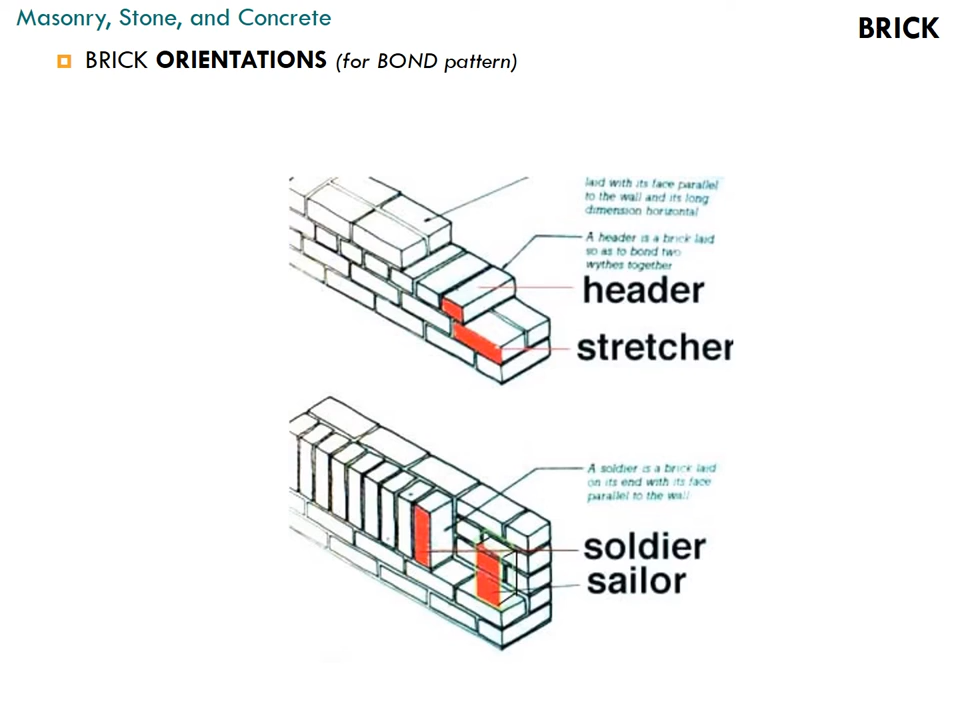 Masonry, Stone, and Concrete
BRICK
BRICK ORIENTATIONS (for BOND pattern)
laid with its face parallel
to the wall and its long
dimension horizontal
A header is a brick laid
so as to bond two
wythes together
header
stretcher
A soldier is a brick laid
on its end with its face
parallel to the wall
soldier
sailor